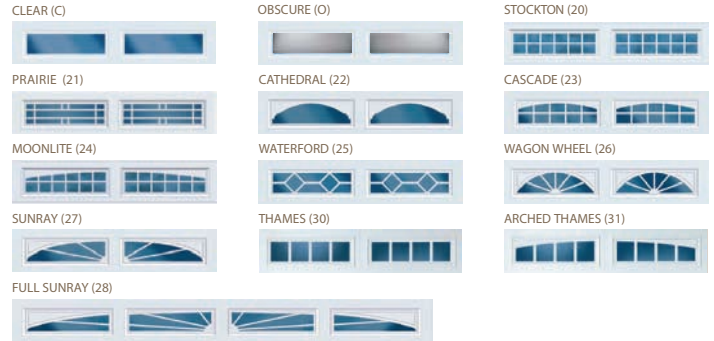 CLEAR (C)
OBSCURE (O)
STOCKTON (20)
PRAIRIE (21)
CATHEDRAL (22)
CASCADE (23)
MOONLITE (24)
WATERFORD (25)
WAGON WHEEL (26)
SUNRAY (27)
THAMES (30)
ARCHED THAMES (31)
FULL SUNRAY (28)